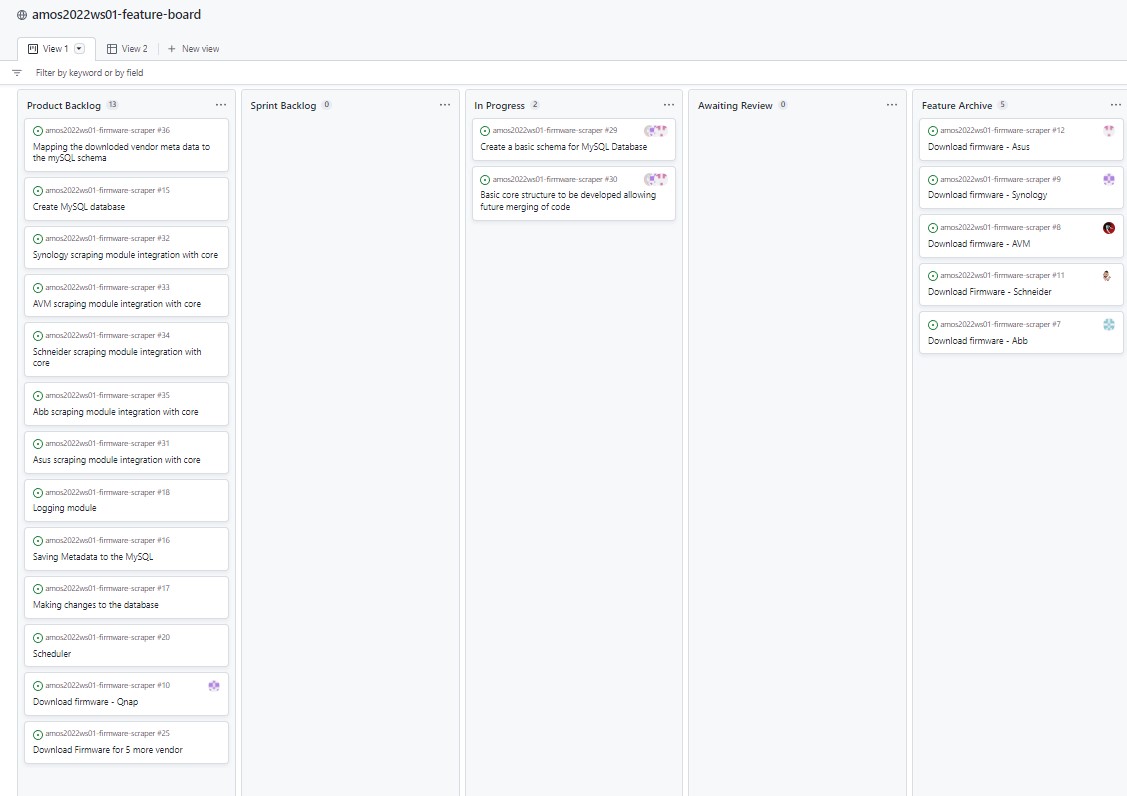 amos2022ws01-feature-board
View 1
View 2
New view
Filter by keyword or by field
Product Backlog 13
amos2022ws01-firmware-scraper #36
Mapping the downloded vendor meta data to
the mySQL schema
amos2022ws01-firmware-scraper #15
Create MySQL database
amos2022ws01-firmware-scraper #32
Synology scraping module integration with core
amos2022ws01-firmware-scraper #33
AVM scraping module integration with core
amos2022ws01-firmware-scraper #34
Schneider scraping module integration with
core
amos2022ws01-firmware-scraper #35
Abb scraping module integration with core
amos2022ws01-firmware-scraper #31
Asus scraping module integration with core
amos2022ws01-firmware-scraper #18
Logging module
amos2022ws01-firmware-scraper #16
Saving Metadata to the MySQL
amos2022ws01-firmware-scraper #17
Making changes to the database
amos2022ws01-firmware-scraper #20
Scheduler
amos2022ws01-firmware-scraper #10
Download firmware - Qnap
amos2022ws01-firmware-scraper #25
Download Firmware for 5 more vendor
Sprint Backlog 0
In Progress 2
amos2022ws01-firmware-scraper #29
Create a basic schema for MySQL Database
amos2022ws01-firmware-scraper #30
Basic core structure to be developed allowing
future merging of code
Awaiting Review 0
Feature Archive 5
amos2022ws01-firmware-scraper #12
Download firmware - Asus
amos2022ws01-firmware-scraper #9
Download firmware - Synology
amos2022ws01-firmware-scraper #8
Download firmware - AVM
amos2022ws01-firmware-scraper #11
Download Firmware - Schneider
amos2022ws01-firmware-scraper #7
Download firmware - Abb